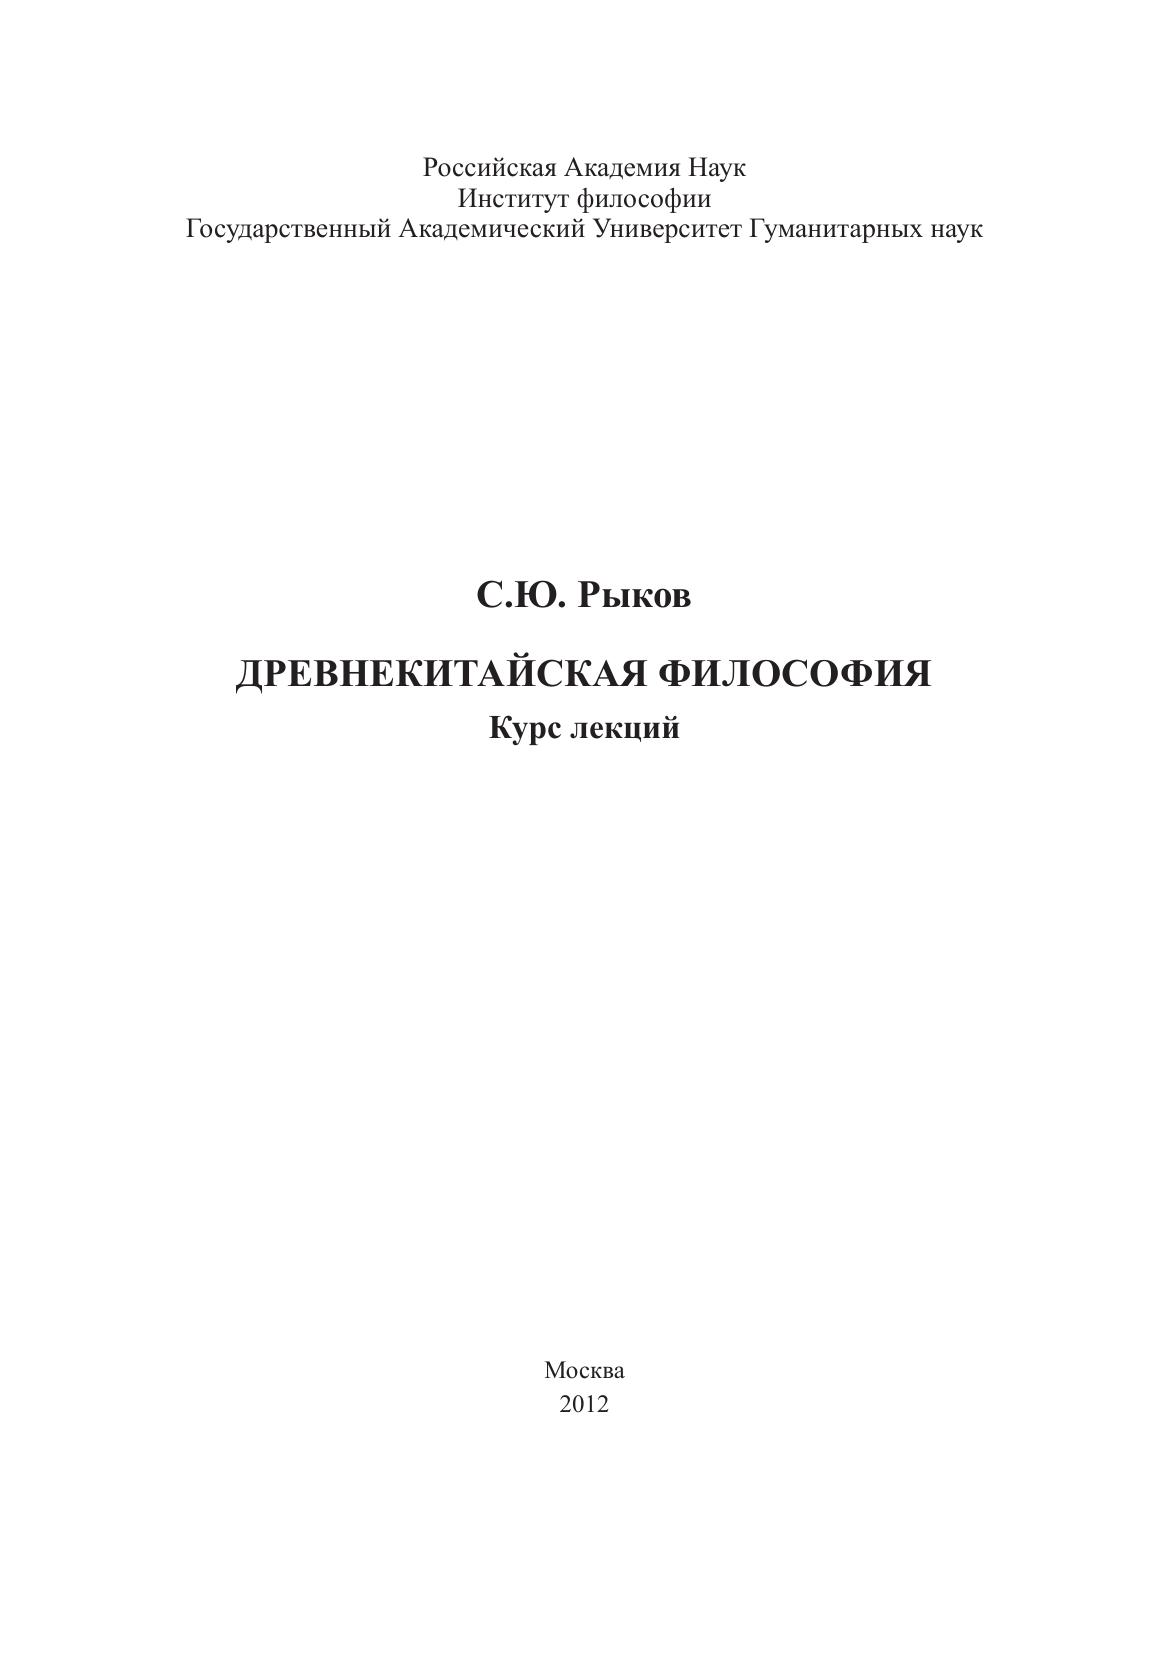 Российская Академия Наук
Институт философии
Государственный Академический Университет Гуманитарных наук
С.Ю. Рыков
ДРЕВНЕКИТАЙСКАЯ ФИЛОСОФИЯ
Курс лекций
Москва
2012